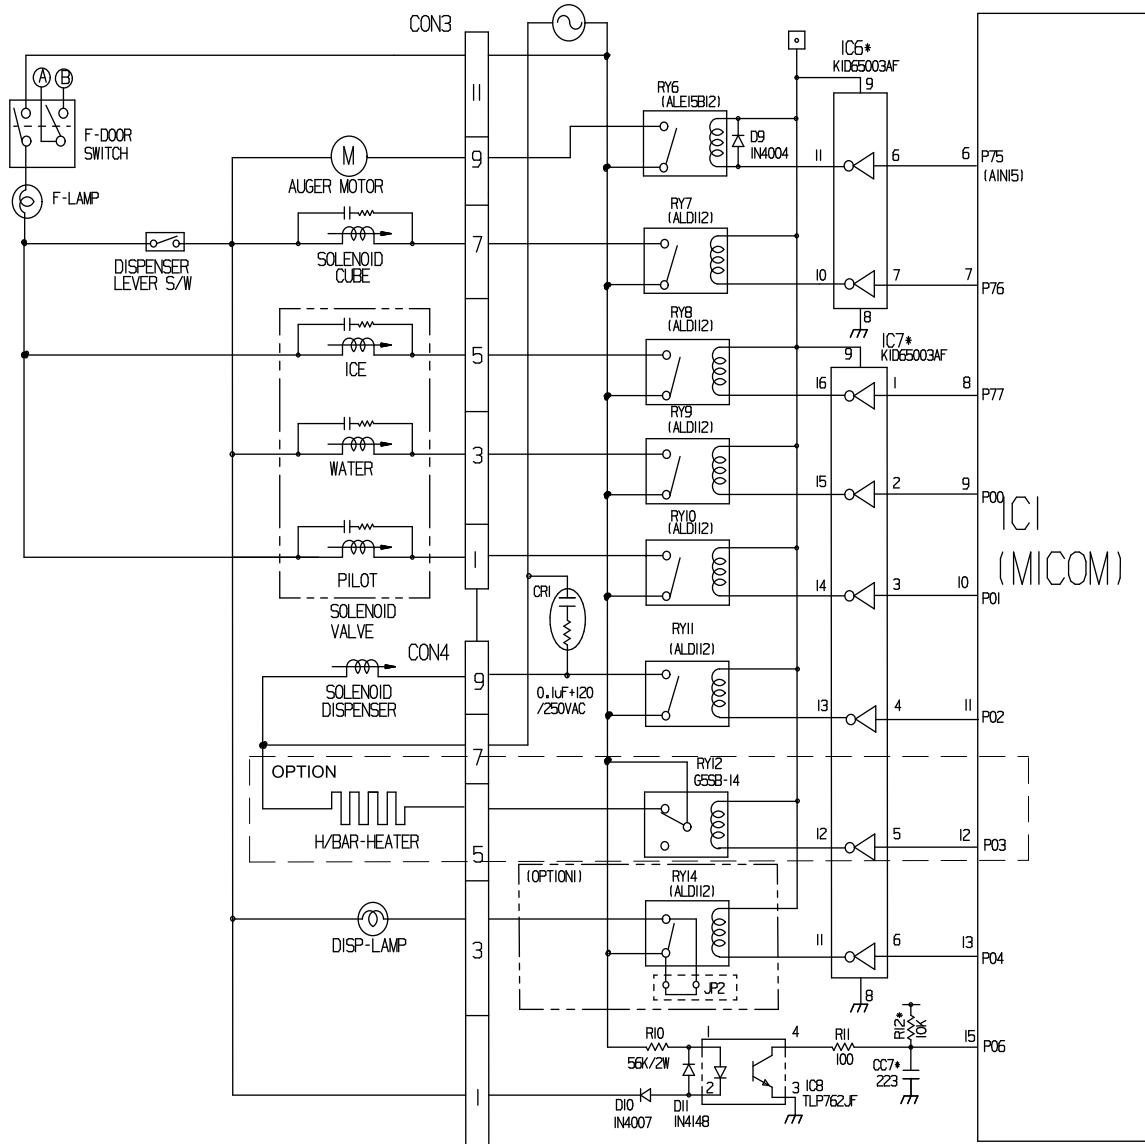 CON3
11
9
7
5
3
1
A
B
F-DOOR
SWITCH
F-LAMP
M
AUGER MOTOR
DISPENSER
LEVER S/W
SOLENOID
CUBE
ICE
WATER
PILOT
SOLENOID
VALVE
RY6
(ALE15B12)
D9
IN4004
RY7
(ALD112)
RY8
(ALD112)
RY9
(ALD112)
RY10
(ALD112)
RY11
(ALD112)
IC6*
KID65003AF
9
11
6
6
P75
(AIN15)
10
7
7
P76
8
IC7*
9
KID65003AF
16
1
8
P77
15
2
9
P00
IC1
(MICOM)
14
3
10
P01
13
4
11
P02
CR1
0.1uF+120
/250VAC
CON4
9
7
5
3
1
SOLENOID
DISPENSER
OPTION
H/BAR-HEATER
RY12
G5SB-14
12
5
12
P03
(OPTION1)
RY14
(ALD112)
JP2
DISP-LAMP
11
6
13
P04
8
R10
56K/2W
D10
IN4007
D11
IN4148
1
2
4
3
IC8
TLP762JF
R11
100
R12*
10K
CC7*
223
15
P06